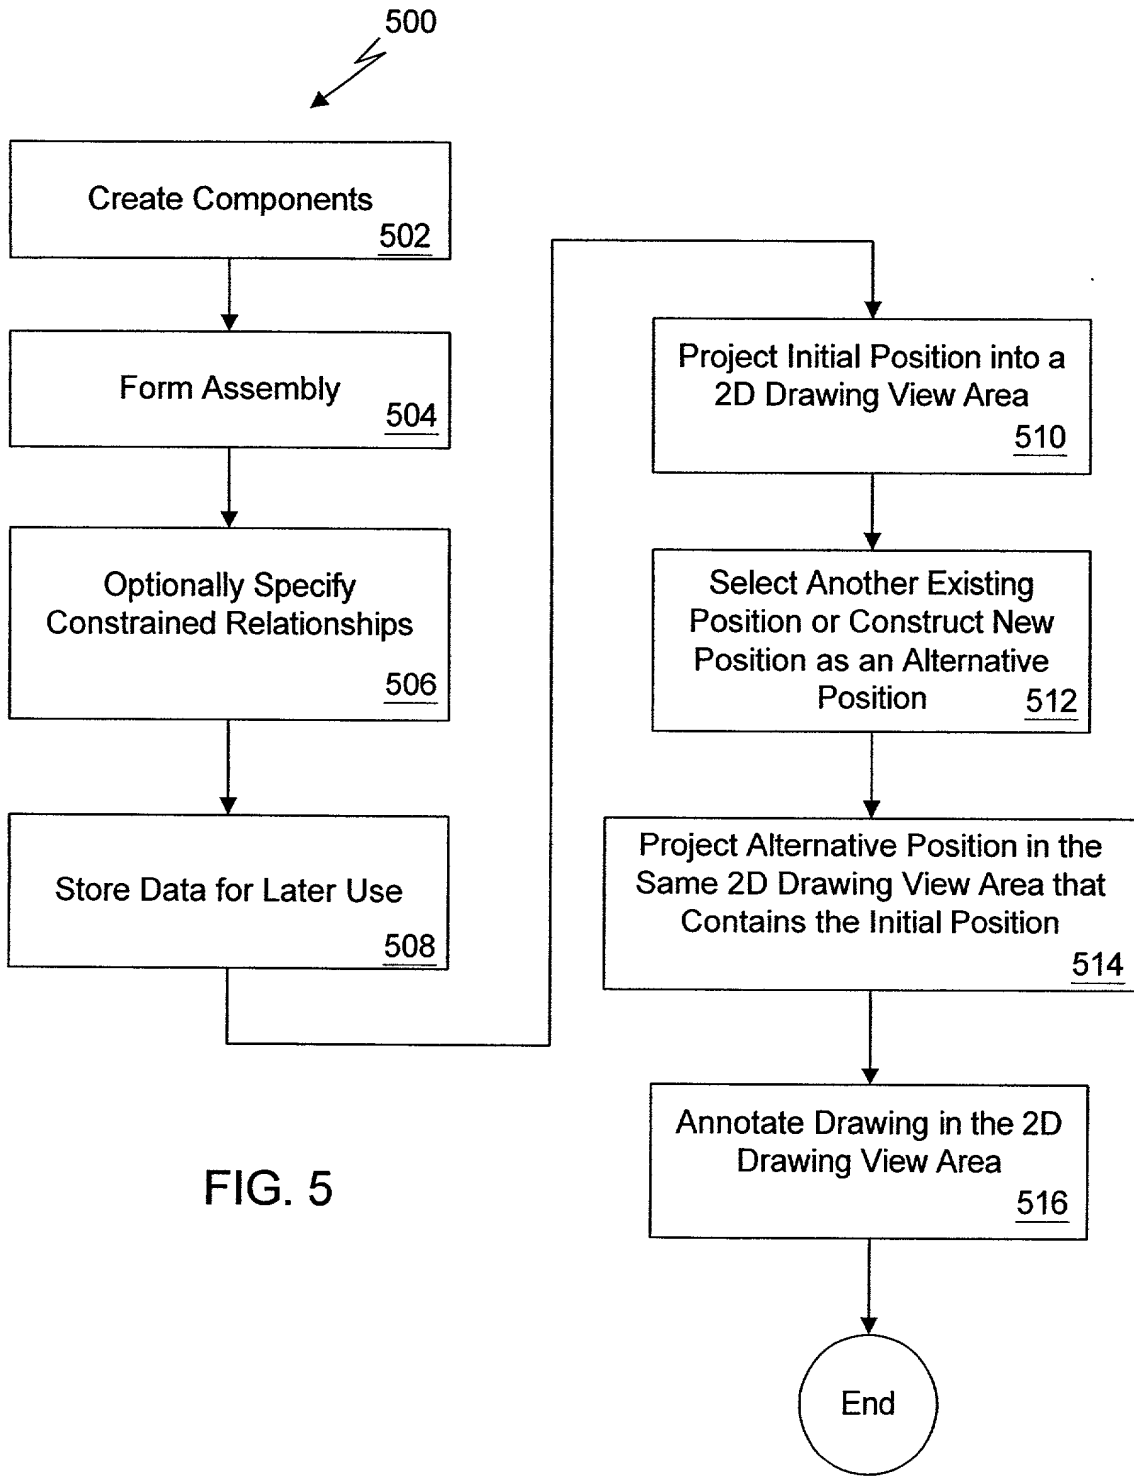 500
Create Components
502
Form Assembly
504
Optionally Specify
Constrained Relationships
506
Store Data for Later Use
508
Project Initial Position into a
2D Drawing View Area
510
Select Another Existing
Position or Construct New
Position as an Alternative
Position
512
Project Alternative Position in the
Same 2D Drawing View Area that
Contains the Initial Position
514
Annotate Drawing in the 2D
Drawing View Area
516
End
FIG. 5